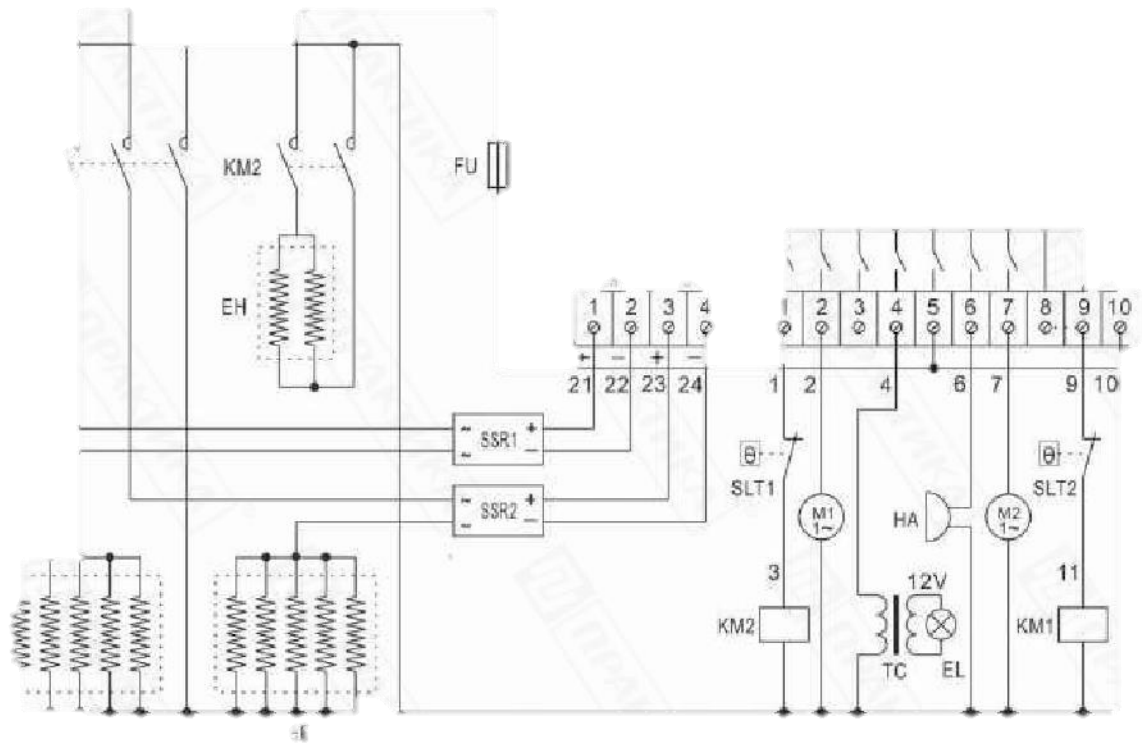 KM2
FU
EH
1 2 3 4
+ − + −
21 22 23 24
1 2 3 4 5 6 7 8 9 10
1 2 4 6 7 9 10
~ SSR1 +
~ −
~ SSR2 +
~ −
θ
SLT1
M1
1~
HA
M2
1~
θ
SLT2
3
12V
11
KM2
TC
EL
KM1
ПРАКТИКА